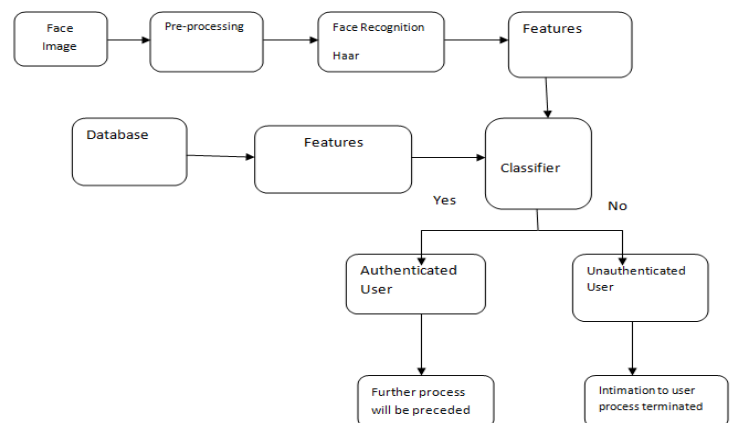 Face
Image
Pre-processing
Face Recognition
Haar
Features
Database
Features
Classifier
Yes
No
Authenticated
User
Unauthenticated
User
Further process
will be preceded
Intimation to user
process terminated